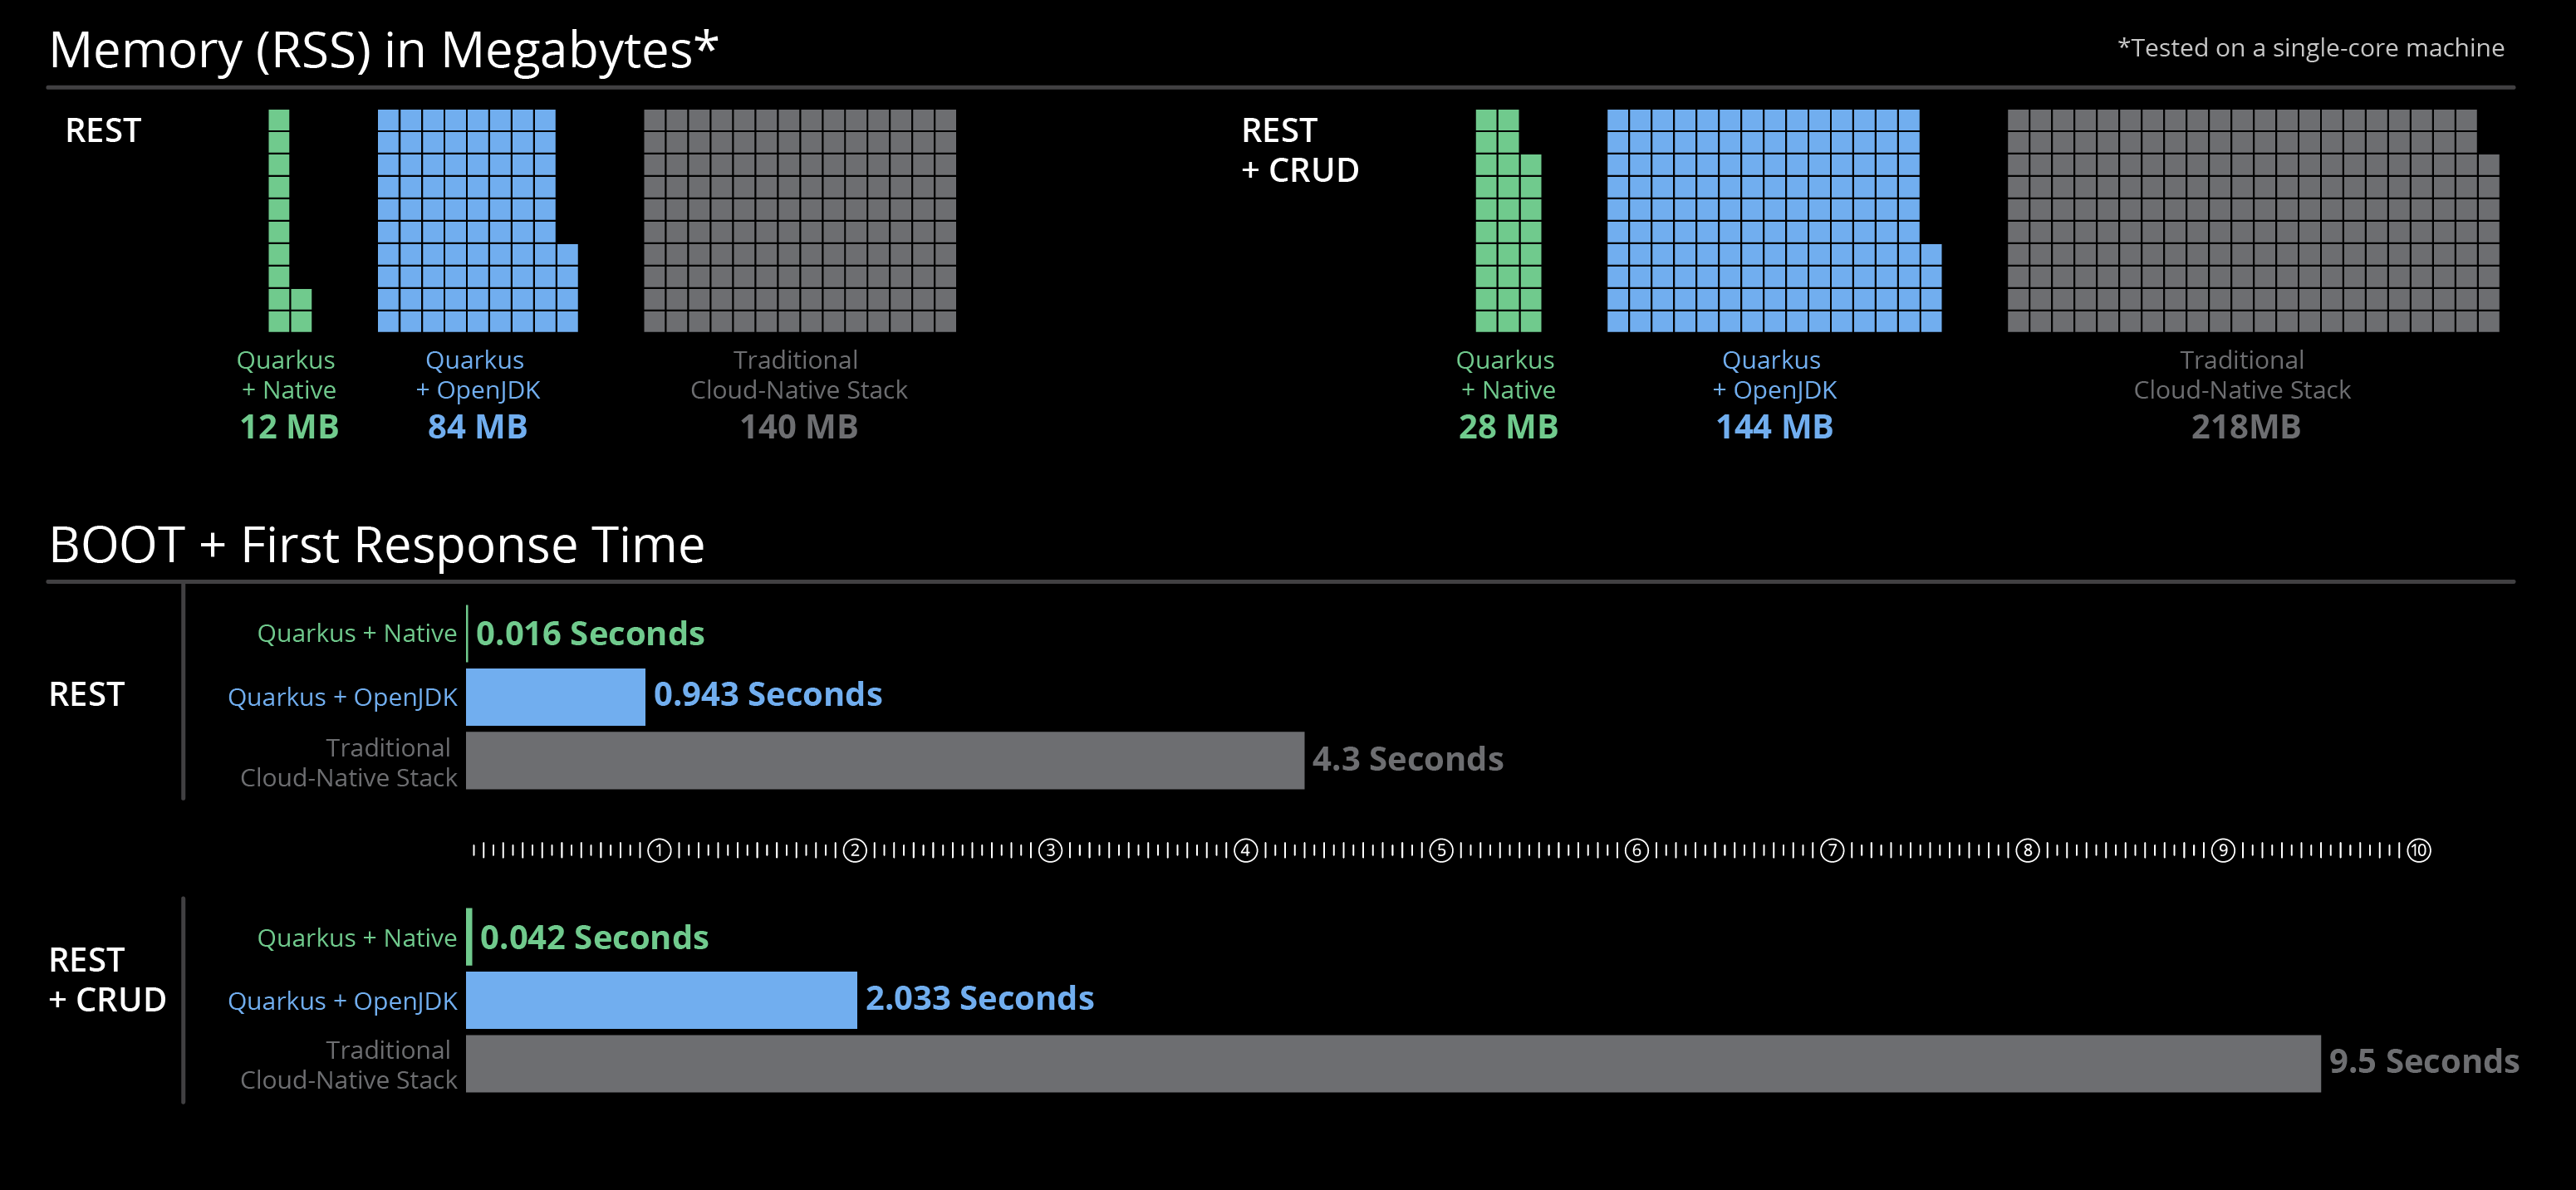 Memory (RSS) in Megabytes*
*Tested on a single-core machine
REST
Quarkus
+ Native
12 MB
Quarkus
+ OpenJDK
84 MB
Traditional
Cloud-Native Stack
140 MB
REST
+ CRUD
Quarkus
+ Native
28 MB
Quarkus
+ OpenJDK
144 MB
Traditional
Cloud-Native Stack
218MB
BOOT + First Response Time
REST
Quarkus + Native
0.016 Seconds
Quarkus + OpenJDK
0.943 Seconds
Traditional
Cloud-Native Stack
4.3 Seconds
1 2 3 4 5 6 7 8 9 10
REST
+ CRUD
Quarkus + Native
0.042 Seconds
Quarkus + OpenJDK
2.033 Seconds
Traditional
Cloud-Native Stack
9.5 Seconds